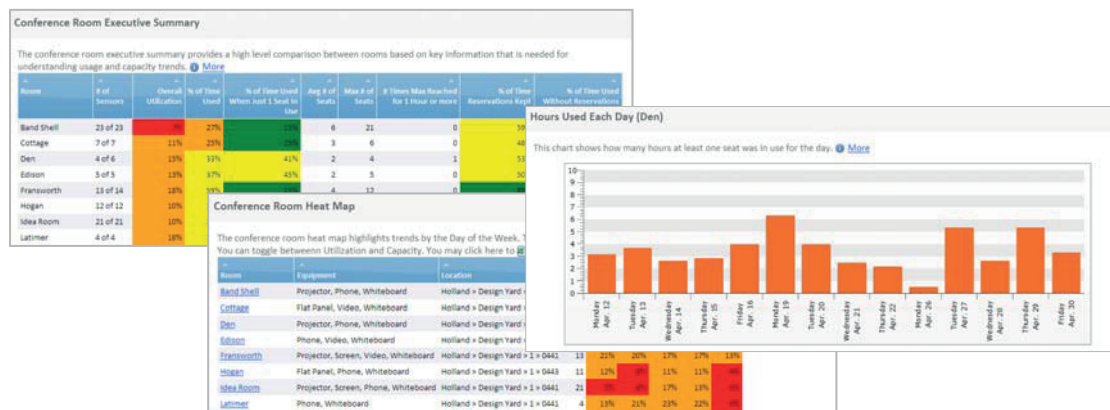 Conference Room Executive Summary
The conference room executive summary provides a high level comparison between rooms based on key information that is needed for
understanding usage and capacity trends. More
Room # of Sensors Overall Utilization % of Time Used % of Time Used When Just 1 Seat In Use Avg # of Seats Max # of Seats # Times Max Reached for 1 Hour or more % of Time Reservations Kept % of Time Used Without Reservations
Band Shell 23 of 23 27% 6 21 0 59
Cottage 7 of 7 11% 25% 3 6 0 48
Den 4 of 6 15% 33% 41% 2 4 1 53
Edison 5 of 5 13% 37% 45% 2 5 0 50
Fransworth 13 of 14 18% 4 12 0
Hogan 12 of 12 10%
Idea Room 21 of 21 10%
Latimer 4 of 4 18%
Conference Room Heat Map
The conference room heat map highlights trends by the Day of the Week.
You can toggle betweenn Utilization and Capacity. You may click here to
Room Equipment Location
Band Shell Projector, Phone, Whiteboard Holland » Design Yard »
Cottage Flat Panel, Video, Whiteboard Holland » Design Yard »
Den Projector, Phone, Whiteboard Holland » Design Yard »
Edison Phone, Video, Whiteboard Holland » Design Yard »
Fransworth Projector, Screen, Video, Whiteboard Holland » Design Yard » 1 » 0441 13 21% 20% 17% 17% 13%
Hogan Flat Panel, Phone, Whiteboard Holland » Design Yard » 1 » 0443 11 12% 11% 11%
Idea Room Projector, Screen, Phone, Whiteboard Holland » Design Yard » 1 » 0441 21 17% 13%
Latimer Phone, Whiteboard Holland » Design Yard » 1 » 0441 4 13% 21% 23% 22%
Hours Used Each Day (Den)
This chart shows how many hours at least one seat was in use for the day. More
10
9
8
7
6
5
4
3
2
1
0
Monday Apr. 12
Tuesday Apr. 13
Wednesday Apr. 14
Thursday Apr. 15
Friday Apr. 16
Monday Apr. 19
Tuesday Apr. 20
Wednesday Apr. 21
Thursday Apr. 22
Monday Apr. 26
Tuesday Apr. 27
Wednesday Apr. 28
Thursday Apr. 29
Friday Apr. 30